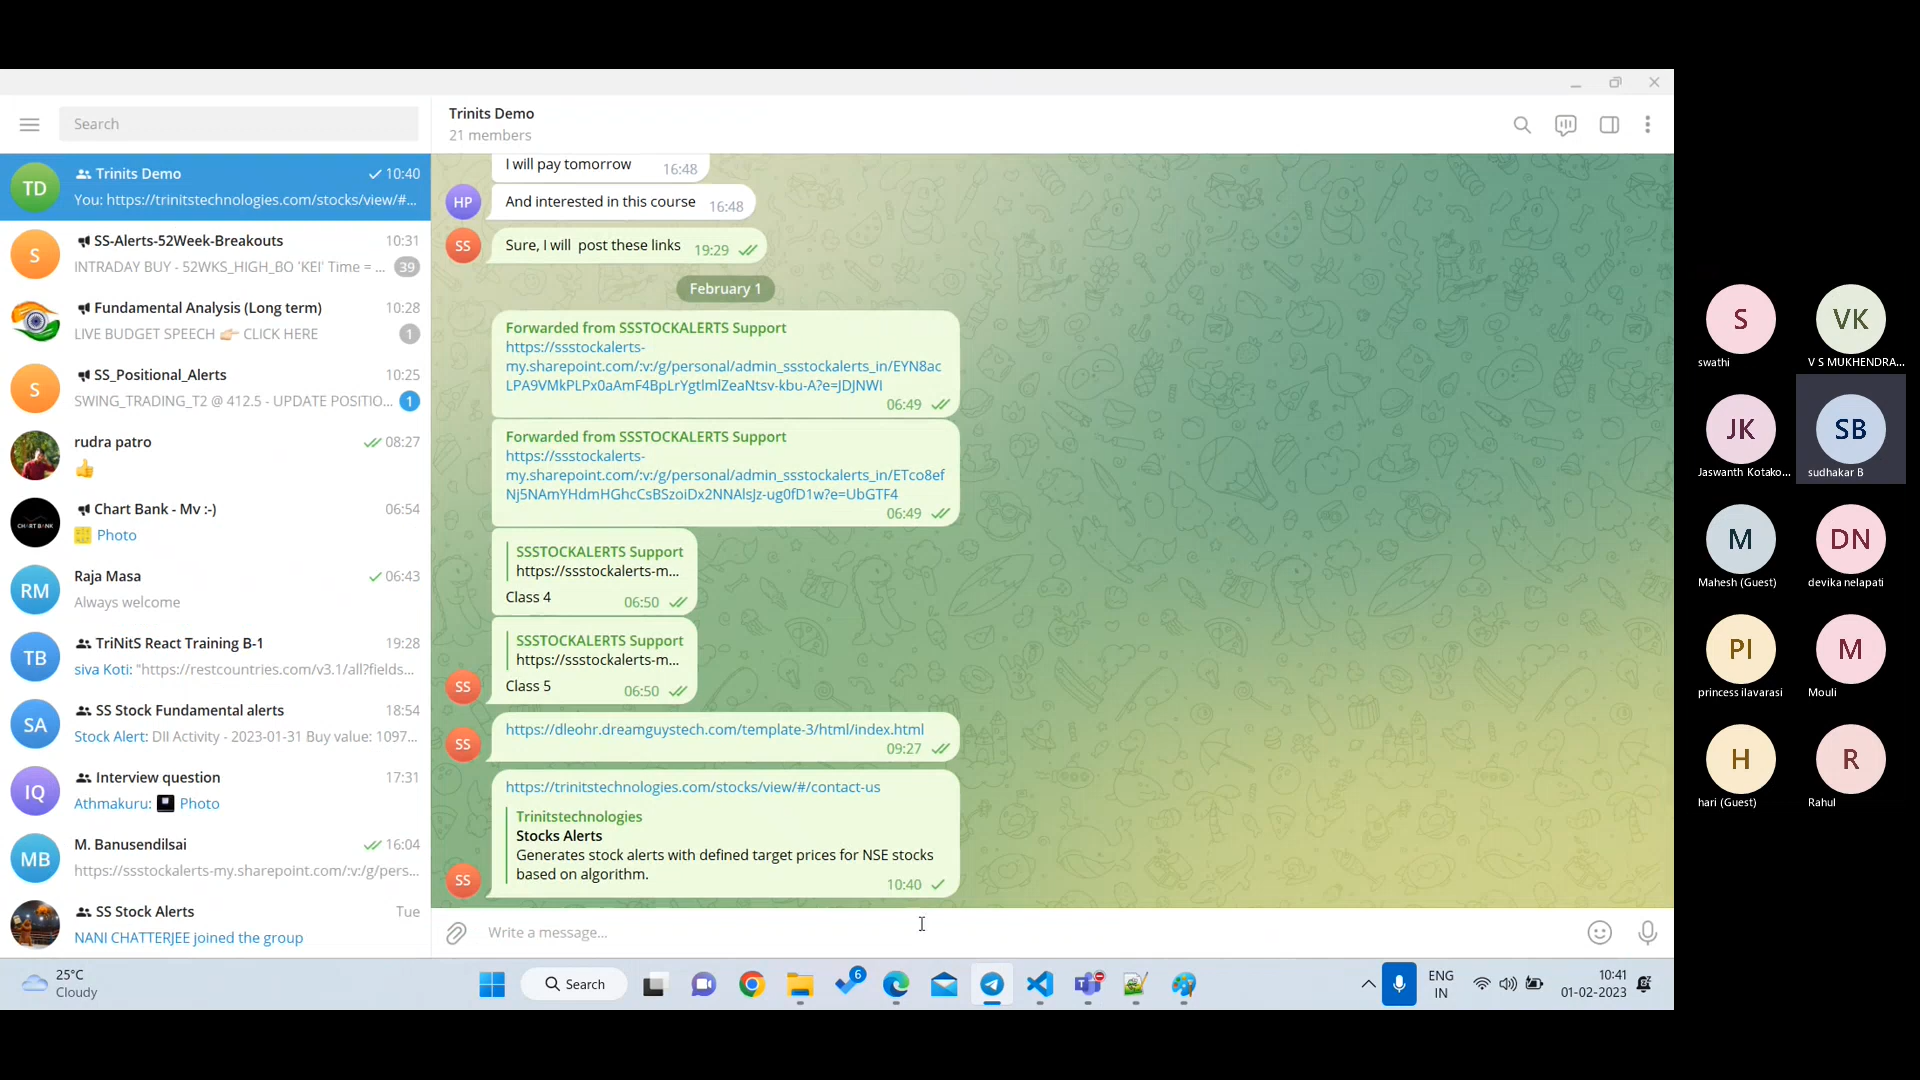 Search
TD
Trinits Demo
10:40
You: https://trinitstechnologies.com/stocks/view/#...
S
SS-Alerts-52Week-Breakouts
10:31
INTRADAY BUY - 52WKS_HIGH_BO `KEI` Time = ...
39
Fundamental Analysis (Long term)
10:28
LIVE BUDGET SPEECH 👉🏻 CLICK HERE
1
S
SS_Positional_Alerts
10:25
SWING_TRADING_T2 @ 412.5 - UPDATE POSITIO...
1
rudra patro
08:27
👍
CHART BANK
Chart Bank - Mv :-)
06:54
Photo
RM
Raja Masa
06:43
Always welcome
TB
TriNitS React Training B-1
19:28
siva Koti: "https://restcountries.com/v3.1/all?fields...
SA
SS Stock Fundamental alerts
18:54
Stock Alert: DII Activity - 2023-01-31 Buy value: 1097...
IQ
Interview question
17:31
Athmakuru: Photo
MB
M. Banusendilsai
16:04
https://ssstockalerts-my.sharepoint.com/:v:/g/pers...
SS Stock Alerts
Tue
NANI CHATTERJEE joined the group
Trinits Demo
21 members
I will pay tomorrow
16:48
HP
And interested in this course
16:48
SS
Sure, I will  post these links
19:29
February 1
Forwarded from SSSTOCKALERTS Support
https://ssstockalerts-
my.sharepoint.com/:v:/g/personal/admin_ssstockalerts_in/EYN8ac
LPA9VMkPLPx0aAmF4BpLrYgtlmlZeaNtsv-kbu-A?e=JDJNWI
06:49
Forwarded from SSSTOCKALERTS Support
https://ssstockalerts-
my.sharepoint.com/:v:/g/personal/admin_ssstockalerts_in/ETco8ef
Nj5NAmYHdmHGhcCsBSzoiDx2NNAlsJz-ug0fD1w?e=UbGTF4
06:49
SSSTOCKALERTS Support
https://ssstockalerts-m...
Class 4
06:50
SSSTOCKALERTS Support
https://ssstockalerts-m...
Class 5
06:50
SS
https://dleohr.dreamguystech.com/template-3/html/index.html
09:27
SS
https://trinitstechnologies.com/stocks/view/#/contact-us
Trinitstechnologies
Stocks Alerts
Generates stock alerts with defined target prices for NSE stocks
based on algorithm.
10:40
SS
Write a message...
S
swathi
VK
V S MUKHENDRA...
JK
Jaswanth Kotako...
SB
sudhakar B
M
Mahesh (Guest)
DN
devika nelapati
PI
princess ilavarasi
M
Mouli
H
hari (Guest)
R
Rahul
25°C
Cloudy
Search
6
ENG
IN
10:41
01-02-2023